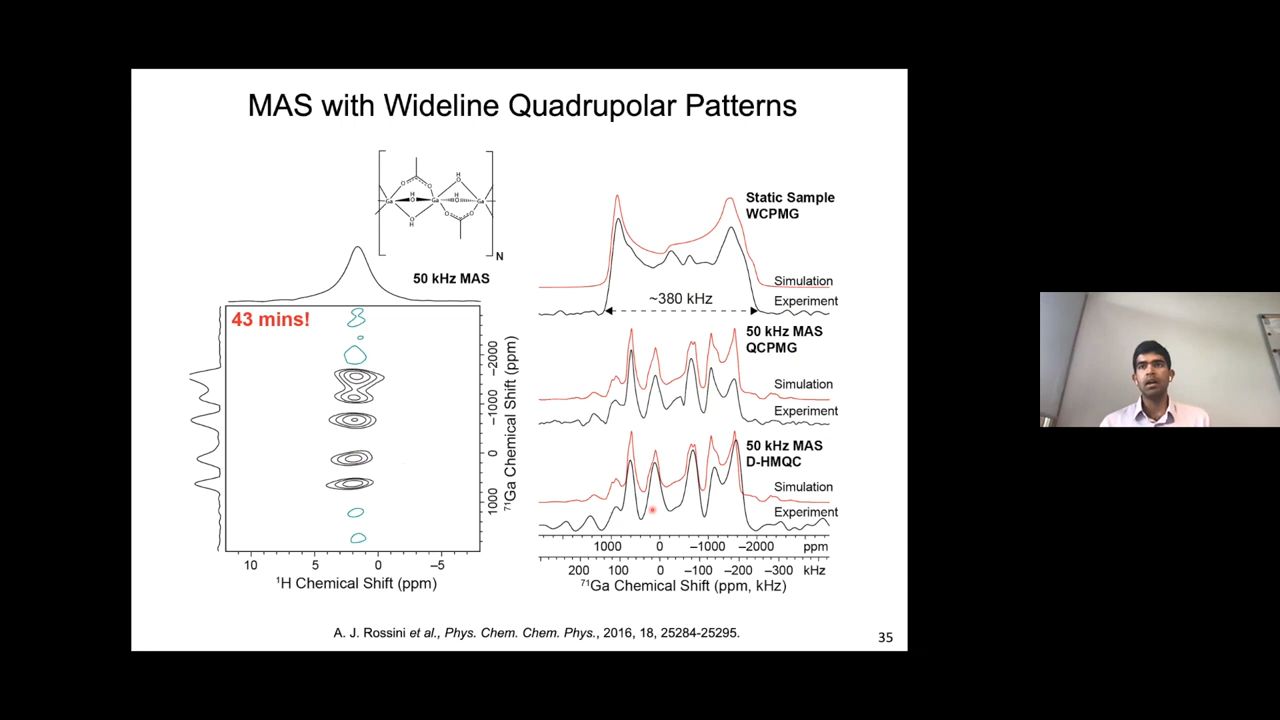 MAS with Wideline Quadrupolar Patterns
O
O
H
O
Ga
H
O
Ga
H
O
Ga
O
H
O
O
N
50 kHz MAS
43 mins!
−2000
−1000
0
1000
⁷¹Ga Chemical Shift (ppm)
10
5
0
−5
¹H Chemical Shift (ppm)
Static Sample
WCPMG
Simulation
Experiment
~380 kHz
50 kHz MAS
QCPMG
Simulation
Experiment
50 kHz MAS
D-HMQC
Simulation
Experiment
1000 0 −1000 −2000 ppm
200 100 0 −100 −200 −300 kHz
⁷¹Ga Chemical Shift (ppm, kHz)
A. J. Rossini et al., Phys. Chem. Chem. Phys., 2016, 18, 25284-25295.
35